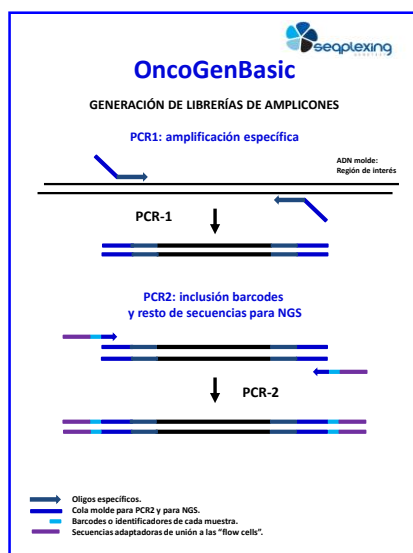 seqplexing
OncoGenBasic
GENERACIÓN DE LIBRERÍAS DE AMPLICONES
PCR1: amplificación específica
ADN molde:
Región de interés
PCR-1
PCR2: inclusión barcodes
y resto de secuencias para NGS
PCR-2
Oligos específicos.
Cola molde para PCR2 y para NGS.
Barcodes o identificadores de cada muestra.
Secuencias adaptadoras de unión a las "flow cells".